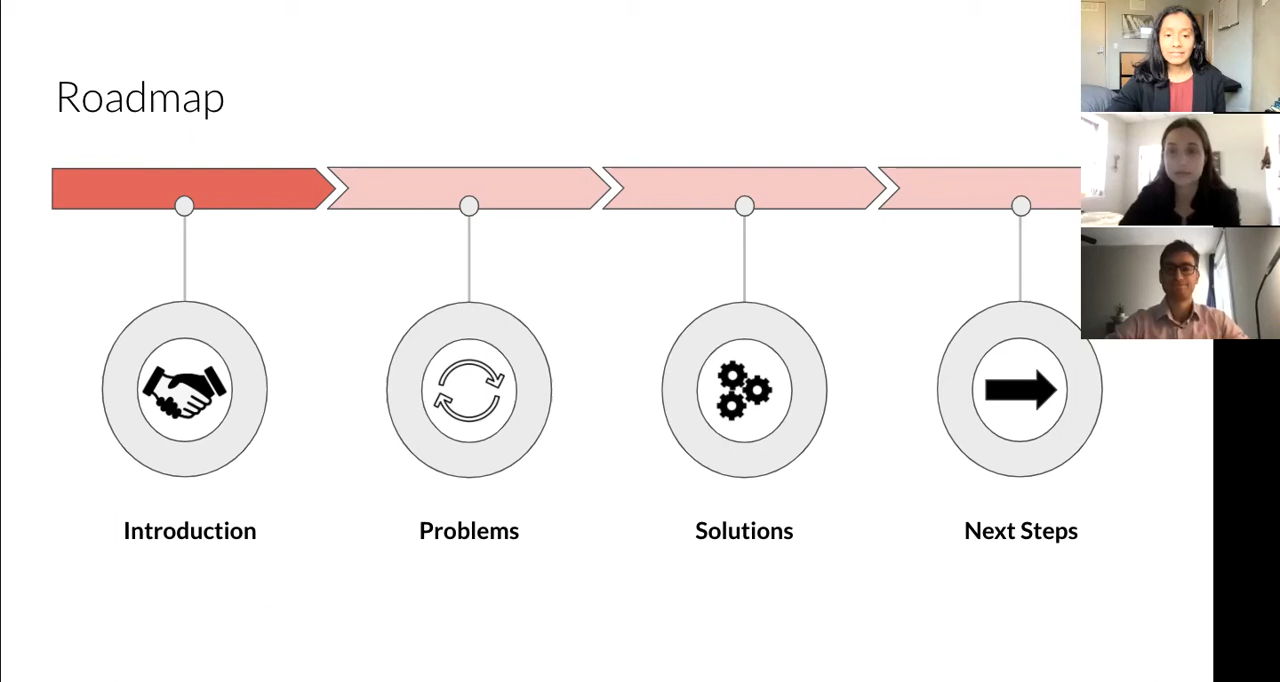 Roadmap
Introduction
Problems
Solutions
Next Steps